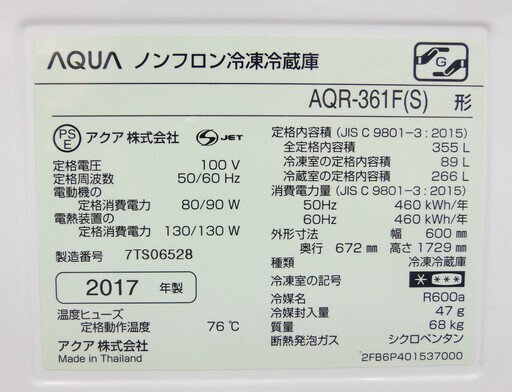 AQUA ノンフロン冷凍冷蔵庫
G
AQR-361F(S) 形
PS
E アクア株式会社 S JET
定格電圧 100 V
定格周波数 50/60 Hz
電動機の
定格消費電力 80/90 W
電熱装置の
定格消費電力 130/130 W
製造番号 7TS06528
2017 年製
温度ヒューズ
定格動作温度 76℃
アクア株式会社
Made in Thailand
定格内容積 (JIS C 9801-3:2015)
全定格内容積 355 L
冷凍室の定格内容積 89 L
冷蔵室の定格内容積 266 L
消費電力量 (JIS C 9801-3:2015)
50Hz 460 kWh/年
60Hz 460 kWh/年
外形寸法 幅 600 mm
奥行 672 mm 高さ 1729 mm
種類 冷凍冷蔵庫
冷凍室の記号 * ***
冷媒名 R600a
冷媒封入量 47 g
質量 68 kg
断熱発泡ガス シクロペンタン
2FB6P401537000